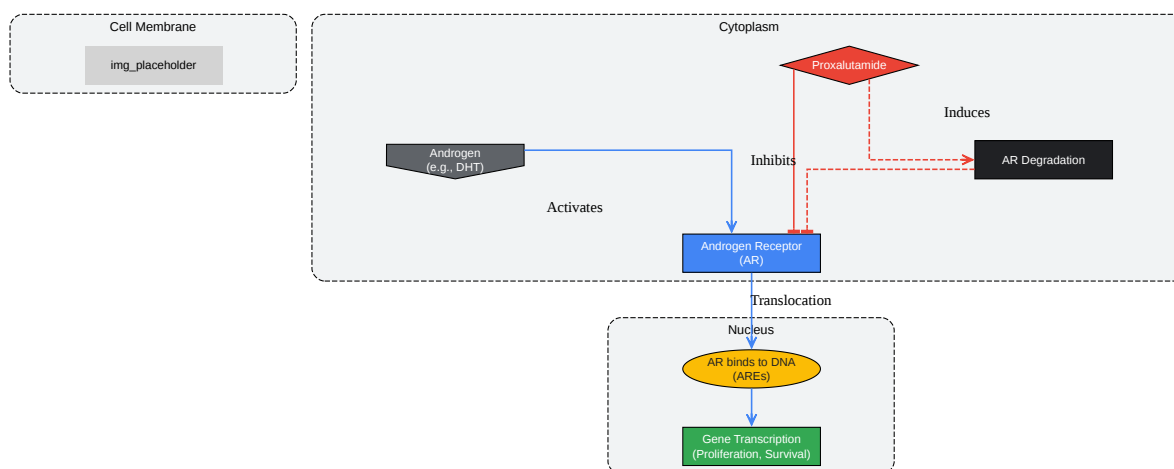 Cell Membrane
img_placeholder
Cytoplasm
Proxalutamide
Induces
Androgen
(e.g., DHT)
Inhibits
AR Degradation
Activates
Androgen Receptor
(AR)
Translocation
Nucleus
AR binds to DNA
(AREs)
Gene Transcription
(Proliferation, Survival)